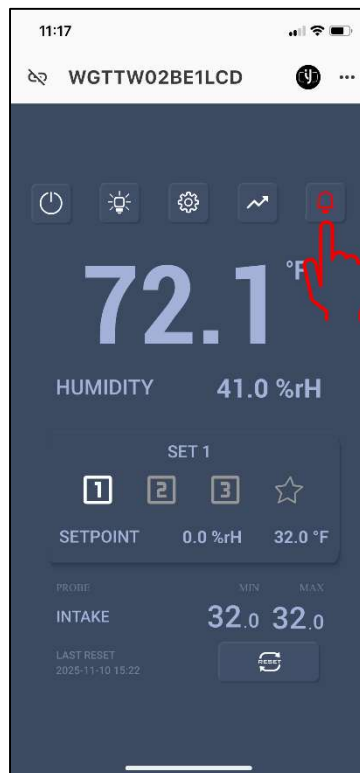 11:17
WGTTW02BE1LCD
72.1 °F
HUMIDITY 41.0 %rH
SET 1
1 2 3
SETPOINT 0.0 %rH 32.0 °F
PROBE MIN MAX
INTAKE 32.0 32.0
LAST RESET
2025-11-10 15:22
RESET